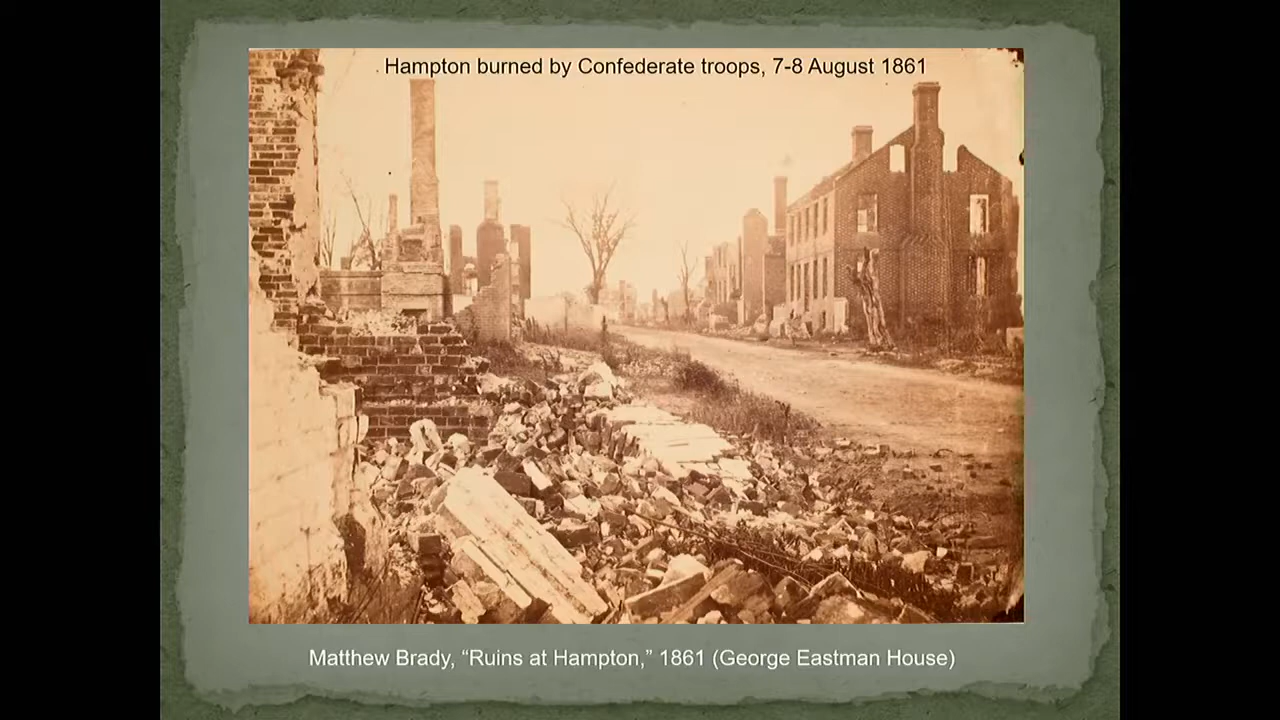 Hampton burned by Confederate troops, 7-8 August 1861
Matthew Brady, “Ruins at Hampton,” 1861 (George Eastman House)